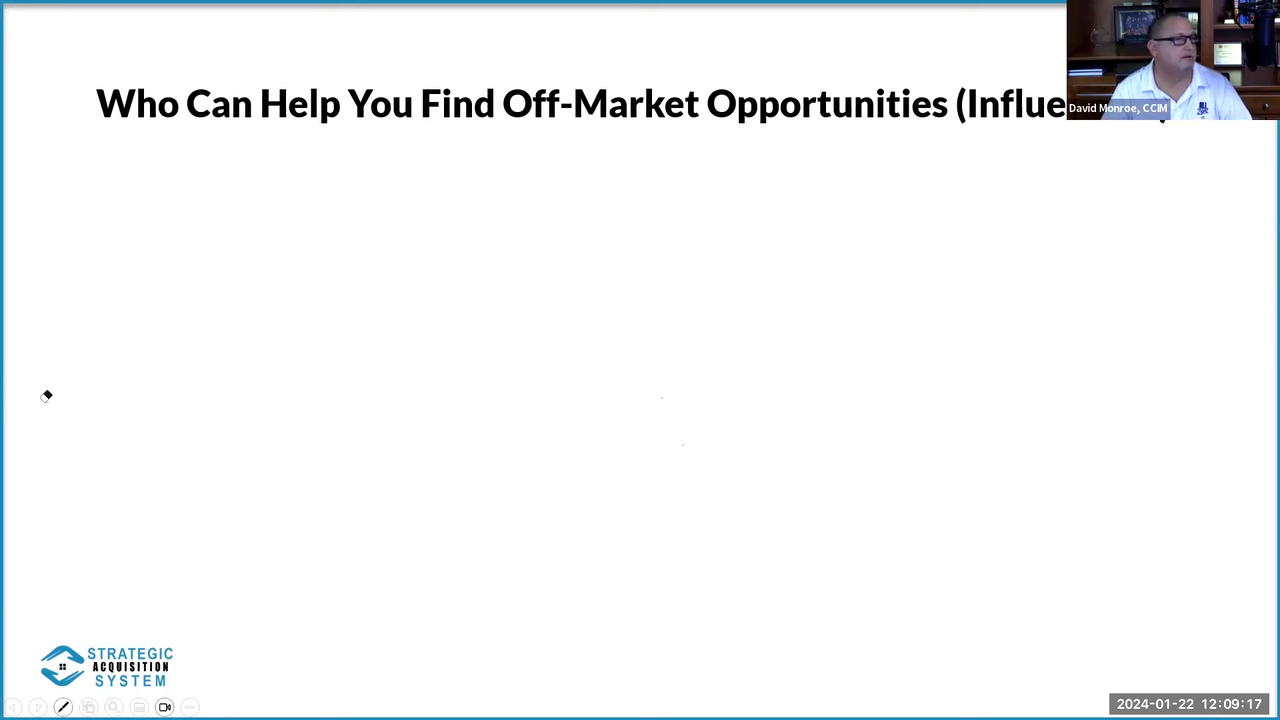 Who Can Help You Find Off-Market Opportunities (Influe
David Monroe, CCIM
STRATEGIC
ACQUISITION
SYSTEM
2024-01-22 12:09:17